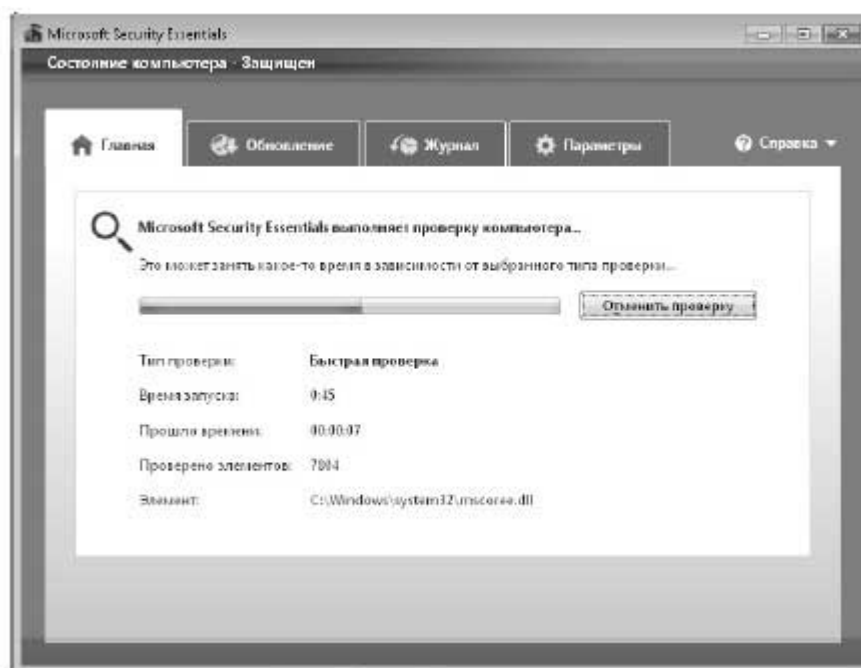 Microsoft Security Essentials
Состояние компьютера - Защищен
Главная
Обновление
Журнал
Параметры
Справка
Microsoft Security Essentials выполняет проверку компьютера...
Это может занять какое-то время в зависимости от выбранного типа проверки...
Отменить проверку
Тип проверки: Быстрая проверка
Время запуска: 0:45
Прошло времени: 00:00:07
Проверено элементов:
Элемент: C:\Windows\system32\mscoree.dll